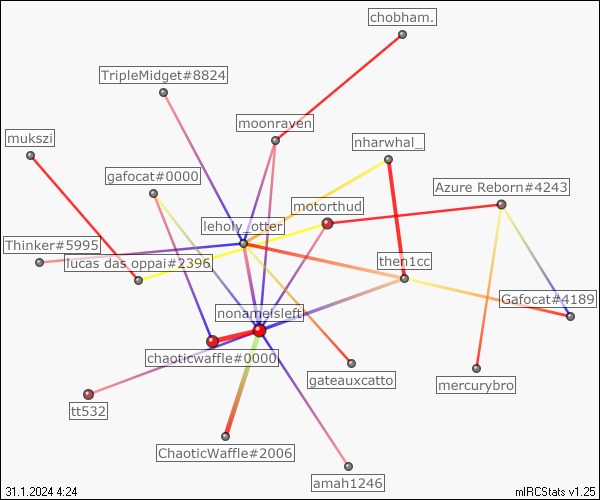 chobham.
TripleMidget#8824
moonraven
mukszi
nharwhal_
gafocat#0000
Azure Reborn#4243
motorthud
leholy_otter
Thinker#5995
lucas das oppai#2396
then1cc
Gafocat#4189
nonameisleft
chaoticwaffle#0000
gateauxcatto
mercurybro
tt532
ChaoticWaffle#2006
amah1246
31.1.2024 4:24
mIRCStats v1.25